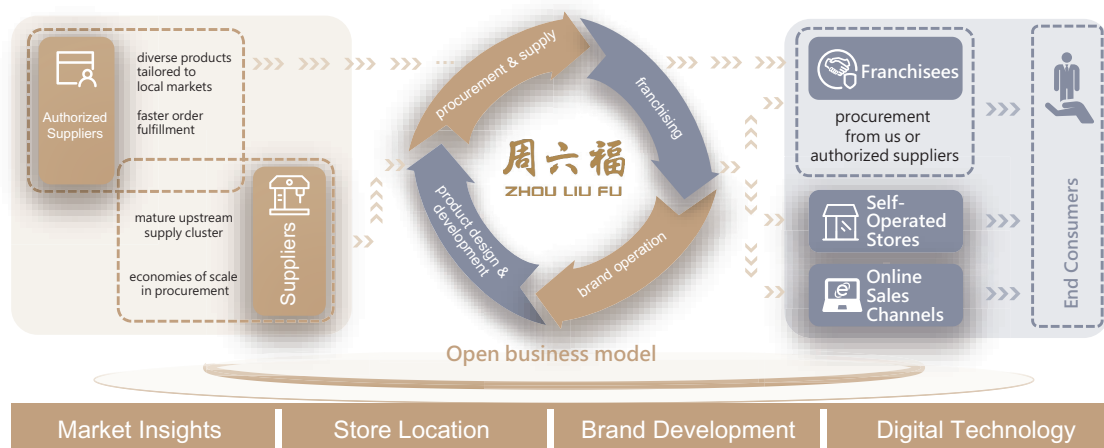 diverse products
tailored to
local markets
faster order
fulfillment
Authorized
Suppliers
mature upstream
supply cluster
economies of scale
in procurement
Suppliers
procurement & supply
franchising
brand operation
product design &
development
周六福
ZHOU LIU FU
Open business model
Franchisees
procurement
from us or
authorized suppliers
Self-
Operated
Stores
e
Online
Sales
Channels
End Consumers
Market Insights
Store Location
Brand Development
Digital Technology